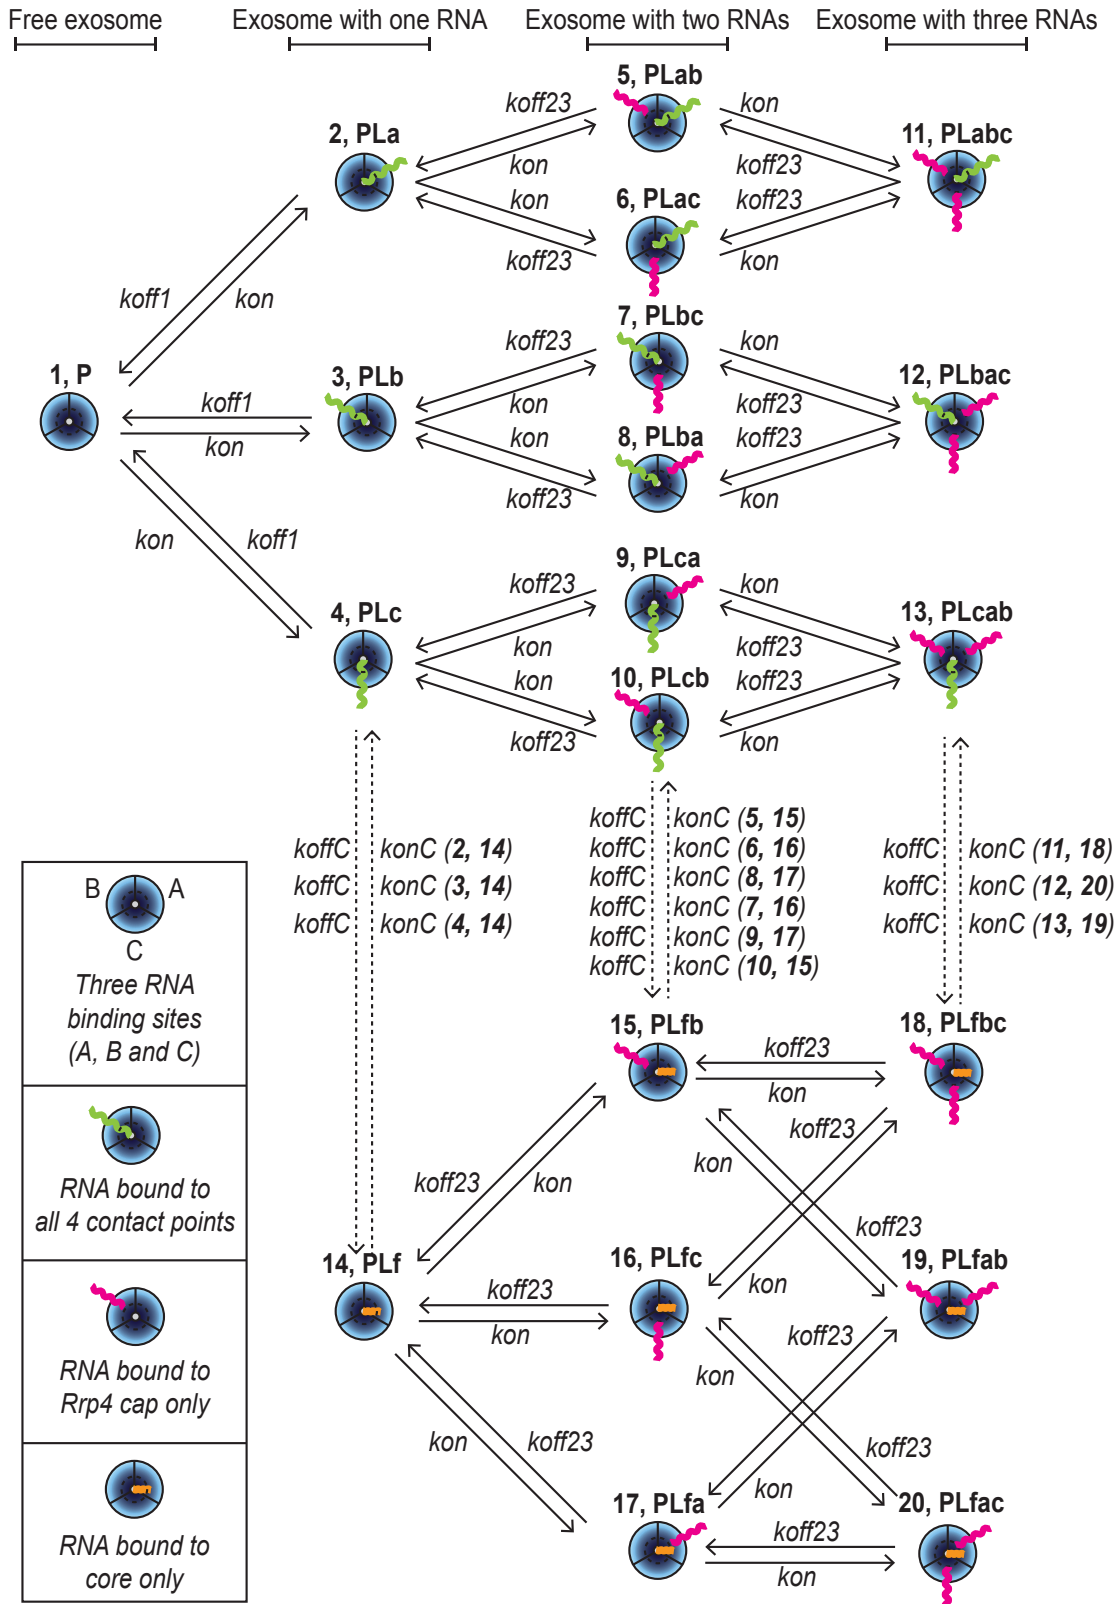 Free exosome
Exosome with one RNA
Exosome with two RNAs
Exosome with three RNAs
5, PLab
koff23
kon
2, PLa
11, PLabc
kon
koff23
6, PLac
kon
koff23
koff23
kon
koff1
kon
7, PLbc
koff23
kon
1, P
3, PLb
12, PLbac
koff1
kon
koff23
kon
8, PLba
kon
koff23
koff23
kon
kon
koff1
9, PLca
koff23
kon
4, PLc
13, PLcab
kon
koff23
10, PLcb
kon
koff23
koff23
kon
koffC konC (2, 14)
koffC konC (3, 14)
koffC konC (4, 14)
koffC konC (5, 15)
koffC konC (6, 16)
koffC konC (8, 17)
koffC konC (7, 16)
koffC konC (9, 17)
koffC konC (10, 15)
koffC konC (11, 18)
koffC konC (12, 20)
koffC konC (13, 19)
B A
C
Three RNA
binding sites
(A, B and C)
RNA bound to
all 4 contact points
RNA bound to
Rrp4 cap only
RNA bound to
core only
15, PLfb
18, PLfbc
koff23
kon
koff23
kon
koff23
kon
koff23
14, PLf
16, PLfc
19, PLfab
koff23
kon
kon
koff23
kon
kon
koff23
koff23
kon
17, PLfa
20, PLfac
koff23
kon